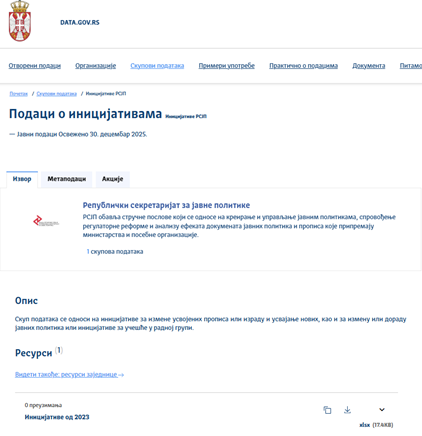 DATA.GOV.RS
Отворени подаци Организације Скупови података Примери употребе Практично о подацима Документа Питамо
Почетак / Скупови података / Иницијативе РСЈП
Подаци о иницијативама Иницијативе РСЈП
— Јавни подаци Освежено 30. децембар 2025.
Извор Метаподаци Акције
Републички секретаријат за јавне политике
РСЈП обавља стручне послове који се односе на креирање и управљање јавним политикама, спровођење
регулаторне реформе и анализу ефеката докумената јавних политика и прописа које припремају
министарства и посебне организације.
1 скупова података
Опис
Скуп података се односи на иницијативе за измене усвојених прописа или израду и усвајање нових, као и за измену или дораду
јавних политика или иницијативе за учешће у радној групи.
Ресурси 1
Видети такође: ресурси заједнице→
0 преузимања
Иницијативе од 2023
xlsx (17.6KB)